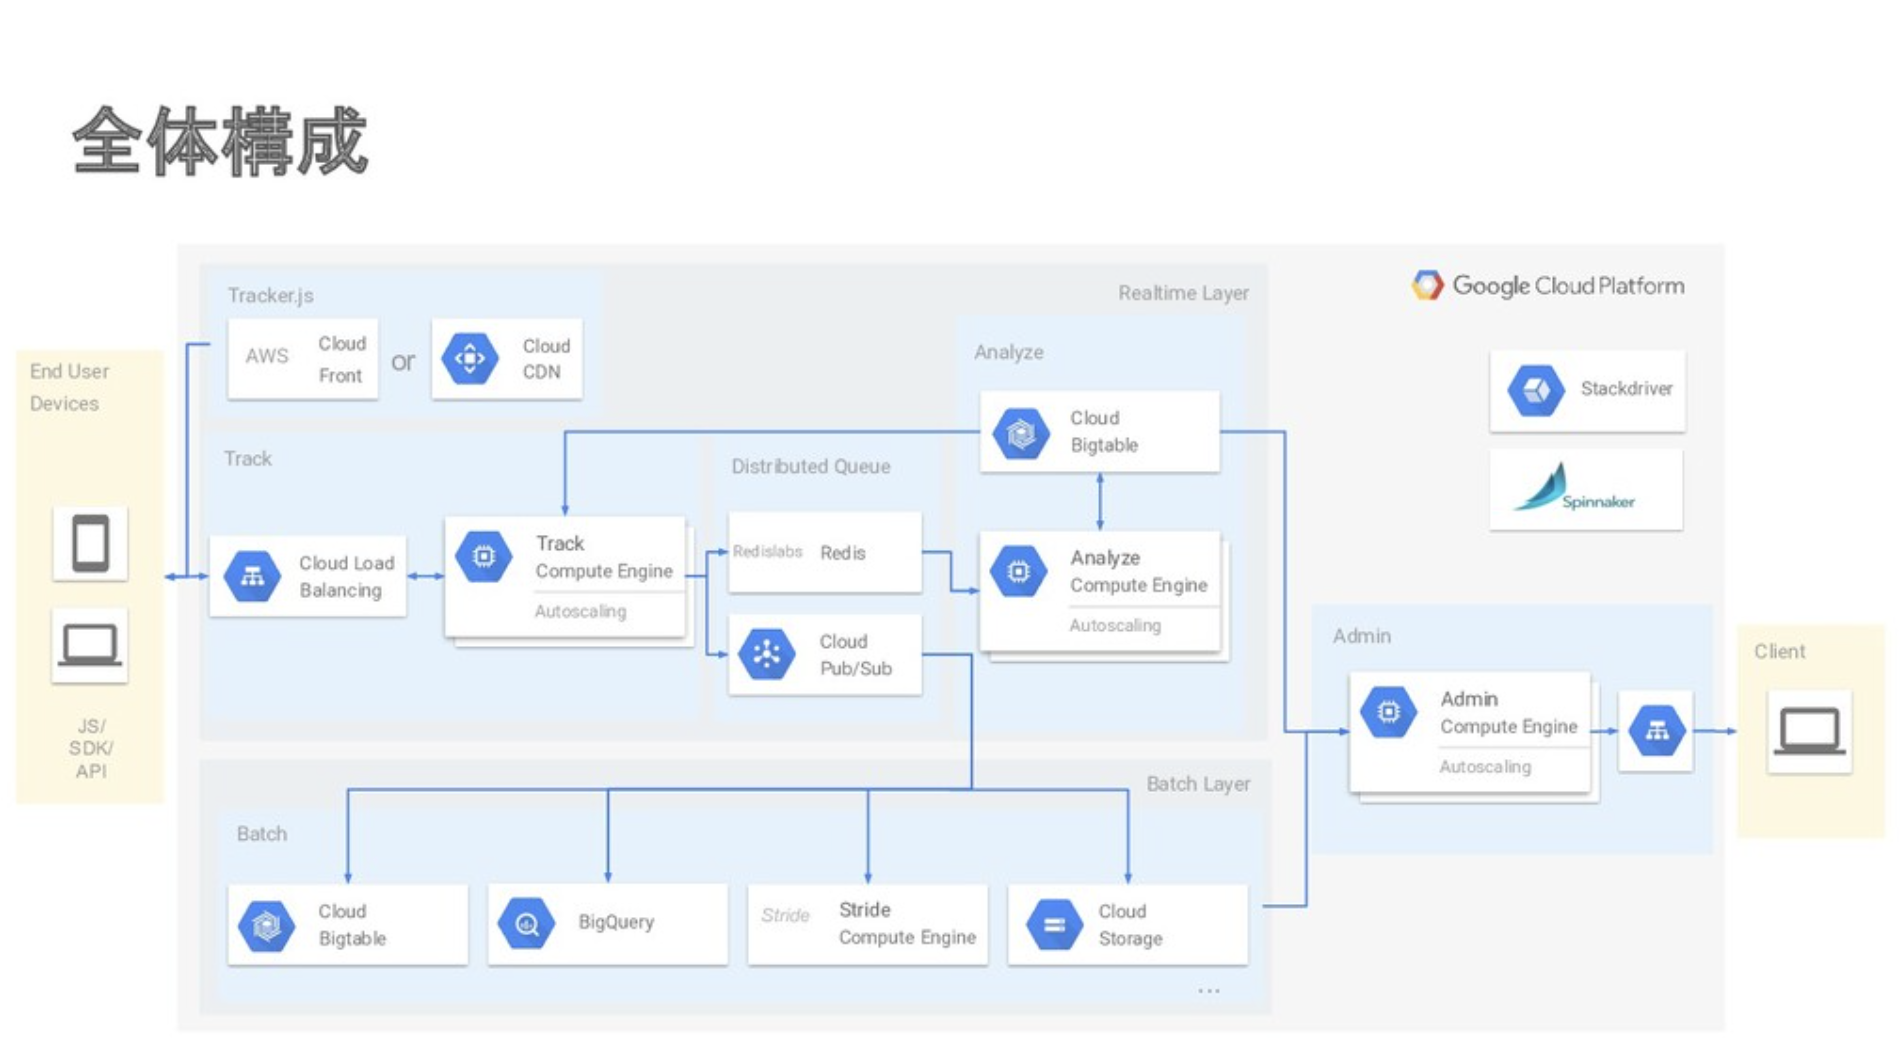 全体構成
Google Cloud Platform
Realtime Layer
Tracker.js
AWS
Cloud
Front
or
Cloud
CDN
End User
Devices
JS/
SDK/
API
Track
Cloud Load
Balancing
Track
Compute Engine
Autoscaling
Distributed Queue
Redislabs
Redis
Cloud
Pub/Sub
Analyze
Cloud
Bigtable
Analyze
Compute Engine
Autoscaling
Stackdriver
Spinnaker
Admin
Admin
Compute Engine
Autoscaling
Client
Batch Layer
Batch
Cloud
Bigtable
BigQuery
Stride
Stride
Compute Engine
Cloud
Storage
...